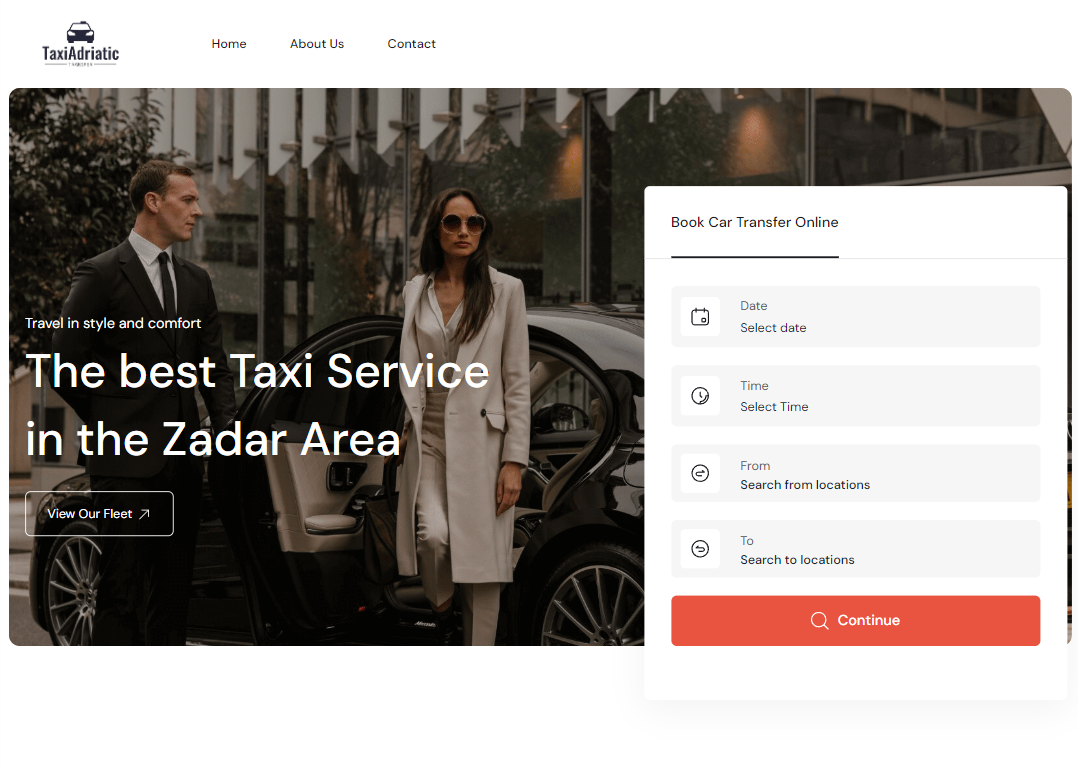 TaxiAdriatic
Home
About Us
Contact
Book Car Transfer Online
Date
Select date
Time
Select Time
From
Search from locations
To
Search to locations
Continue
Travel in style and comfort
The best Taxi Service
in the Zadar Area
View Our Fleet